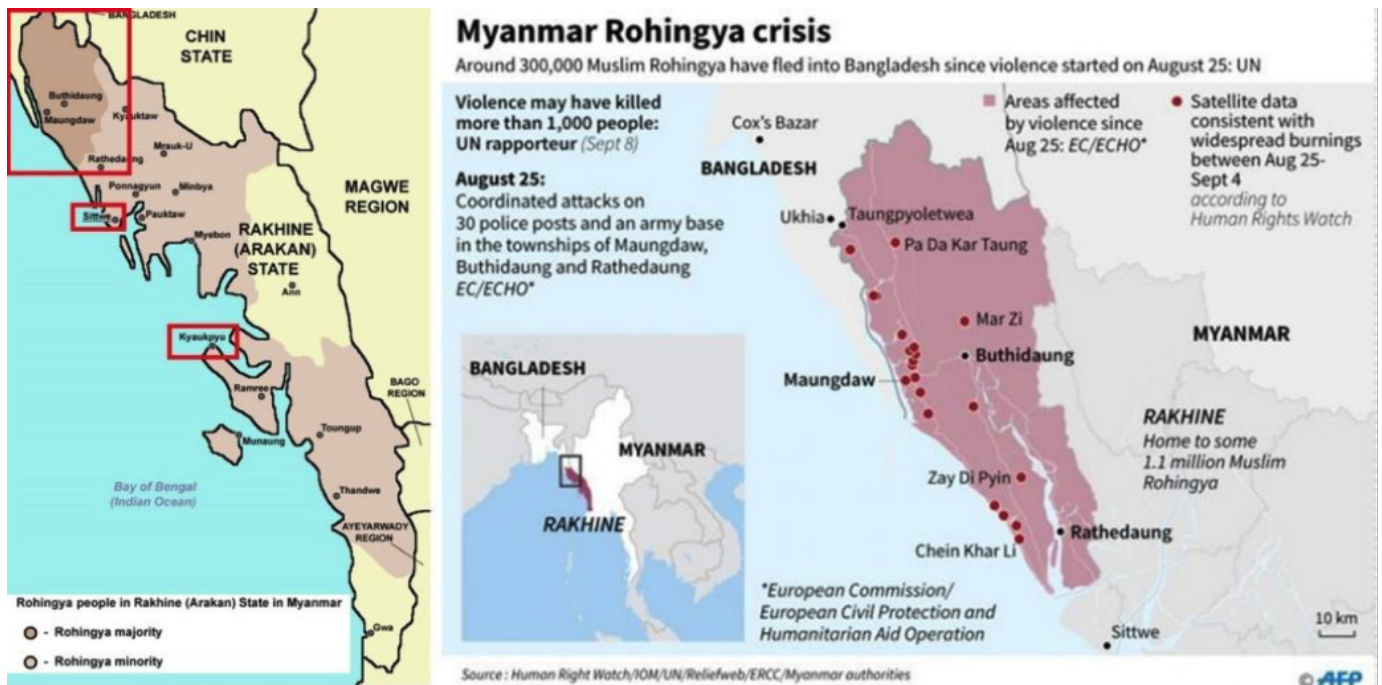 BANGLADESH
CHIN
STATE
Buthidaung
Maungdaw
Kyauktaw
Mrauk-U
Rathedaung
Ponnagyun
Minbya
Sittwe
Pauktaw
MAGWE
REGION
Myebon
RAKHINE
(ARAKAN)
STATE
Ann
Kyaukpyu
Ramree
BAGO
REGION
Munaung
Toungup
Bay of Bengal
(Indian Ocean)
Thandwe
AYEYARWADY
REGION
Rohingya people in Rakhine (Arakan) State in Myanmar
- Rohingya majority
- Rohingya minority
Gwa
Myanmar Rohingya crisis
Around 300,000 Muslim Rohingya have fled into Bangladesh since violence started on August 25: UN
Violence may have killed
more than 1,000 people:
UN rapporteur (Sept 8)
August 25:
Coordinated attacks on
30 police posts and an army base
in the townships of Maungdaw,
Buthidaung and Rathedaung
EC/ECHO*
Areas affected
by violence since
Aug 25: EC/ECHO*
Satellite data
consistent with
widespread burnings
between Aug 25-
Sept 4
according to
Human Rights Watch
Cox's Bazar
BANGLADESH
Ukhia
Taungpyoletwea
Pa Da Kar Taung
Mar Zi
Buthidaung
MYANMAR
Maungdaw
RAKHINE
Home to some
1.1 million Muslim
Rohingya
Zay Di Pyin
Rathedaung
Chein Khar Li
Sittwe
10 km
BANGLADESH
MYANMAR
RAKHINE
*European Commission/
European Civil Protection and
Humanitarian Aid Operation
Source : Human Right Watch/IOM/UN/Reliefweb/ERCC/Myanmar authorities
© AFP